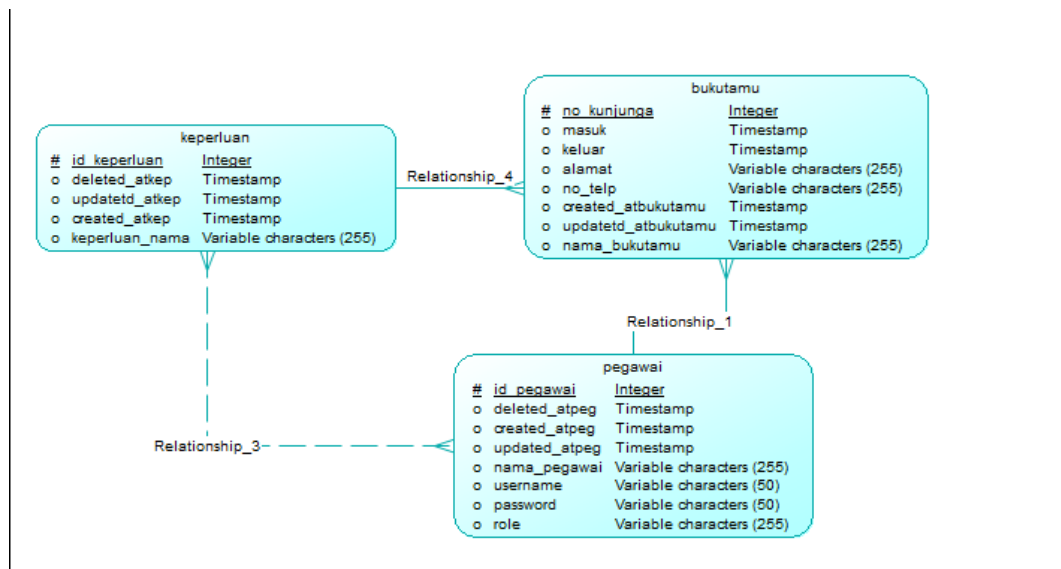 bukutamu
# no_kunjunga Integer
o masuk Timestamp
o keluar Timestamp
o alamat Variable characters (255)
o no_telp Variable characters (255)
o created_atbukutamu Timestamp
o updatetd_atbukutamu Timestamp
o nama_bukutamu Variable characters (255)
keperluan
# id_keperluan Integer
o deleted_atkep Timestamp
o updatetd_atkep Timestamp
o created_atkep Timestamp
o keperluan_nama Variable characters (255)
Relationship_4
Relationship_1
pegawai
# id_pegawai Integer
o deleted_atpeg Timestamp
o created_atpeg Timestamp
o updated_atpeg Timestamp
o nama_pegawai Variable characters (255)
o username Variable characters (50)
o password Variable characters (50)
o role Variable characters (255)
Relationship_3